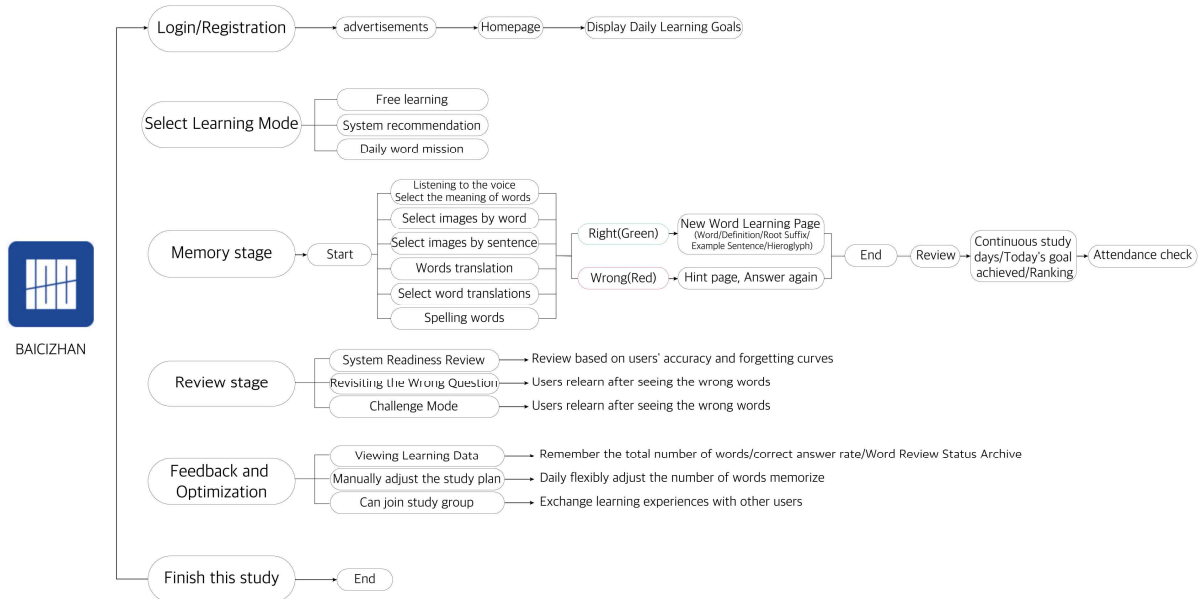 Login/Registration
advertisements
Homepage
Display Daily Learning Goals
Select Learning Mode
Free learning
System recommendation
Daily word mission
Memory stage
Start
Listening to the voice
Select the meaning of words
Select images by word
Select images by sentence
Words translation
Select word translations
Spelling words
Right(Green)
New Word Learning Page
(Word/Definition/Root Suffix/
Example Sentence/Hieroglyph)
Wrong(Red)
Hint page, Answer again
End
Review
Continuous study
days/Today's goal
achieved/Ranking
Attendance check
BAICIZHAN
Review stage
System Readiness Review
Review based on users' accuracy and forgetting curves
Revisiting the Wrong Question
Users relearn after seeing the wrong words
Challenge Mode
Users relearn after seeing the wrong words
Feedback and
Optimization
Viewing Learning Data
Remember the total number of words/correct answer rate/Word Review Status Archive
Manually adjust the study plan
Daily flexibly adjust the number of words memorize
Can join study group
Exchange learning experiences with other users
Finish this study
End